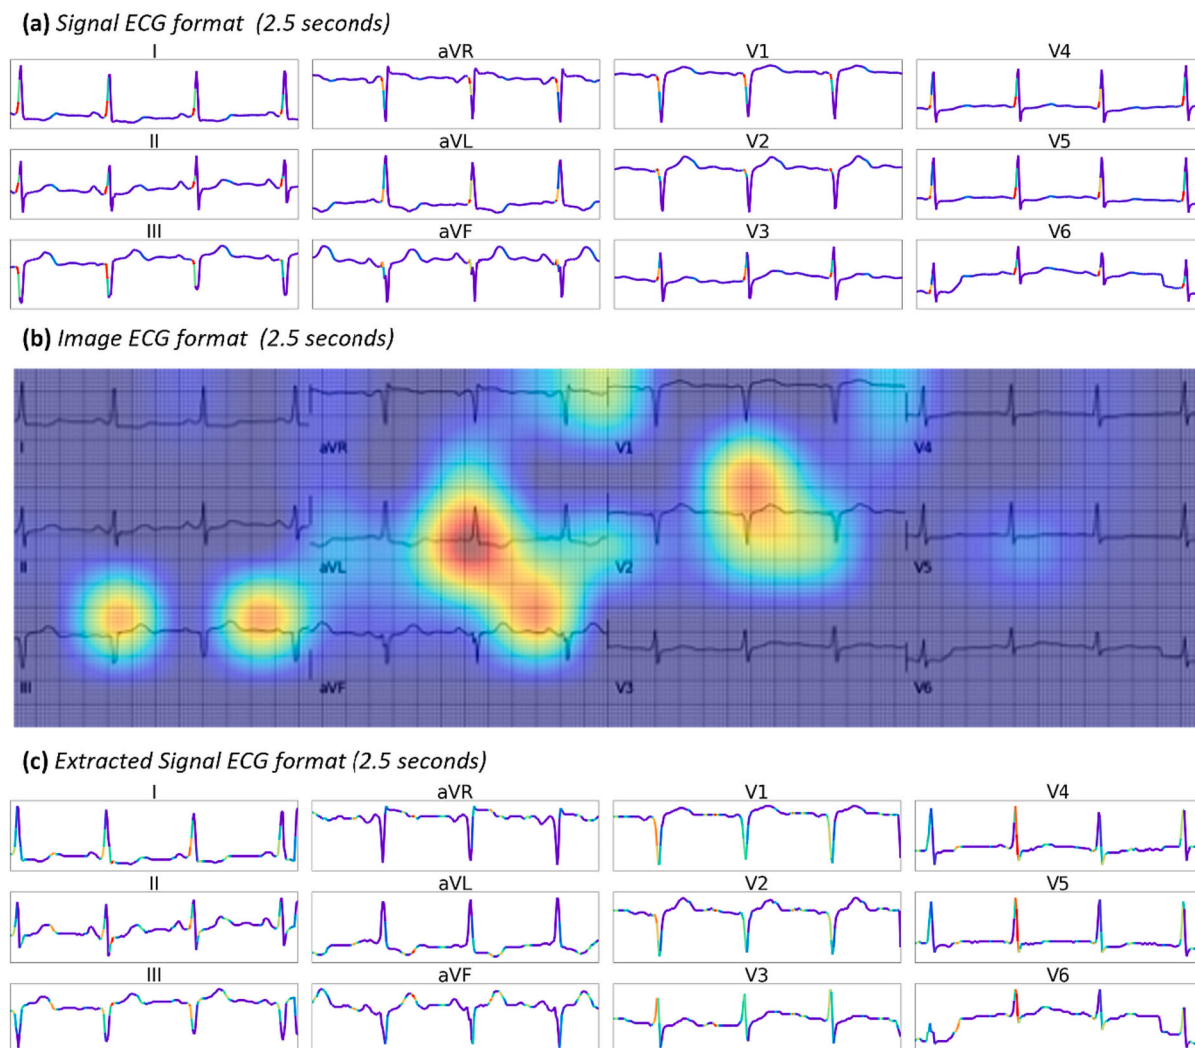 (a) Signal ECG format (2.5 seconds)
I aVR V1 V4
II aVL V2 V5
III aVF V3 V6
(b) Image ECG format (2.5 seconds)
I aVR V1 V4
II aVL V2 V5
III aVF V3 V6
(c) Extracted Signal ECG format (2.5 seconds)
I aVR V1 V4
II aVL V2 V5
III aVF V3 V6